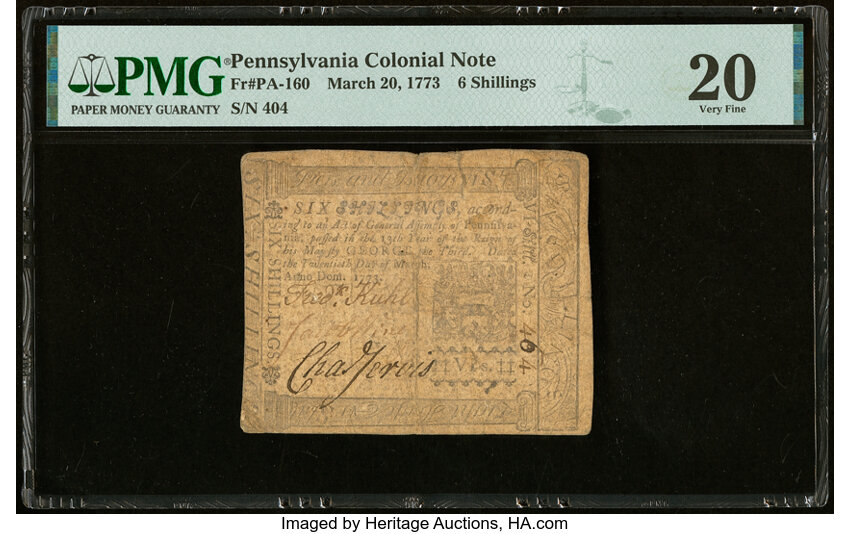 PMG
PAPER MONEY GUARANTY
Pennsylvania Colonial Note
Fr#PA-160 March 20, 1773 6 Shillings
S/N 404
20
Very Fine
SIX SHILLINGS, accord-
ing to an Act of General Assembly of Pennsylva-
nia, passed in the 13th Year of the Reign of
his Majesty GEORGE the Third. Dated
the Twentieth Day of March,
Anno Dom. 1773.
SIX SHILLINGS.
No. 404
Fred. Kuhl
Cha Jervis
VIs.
Imaged by Heritage Auctions, HA.com